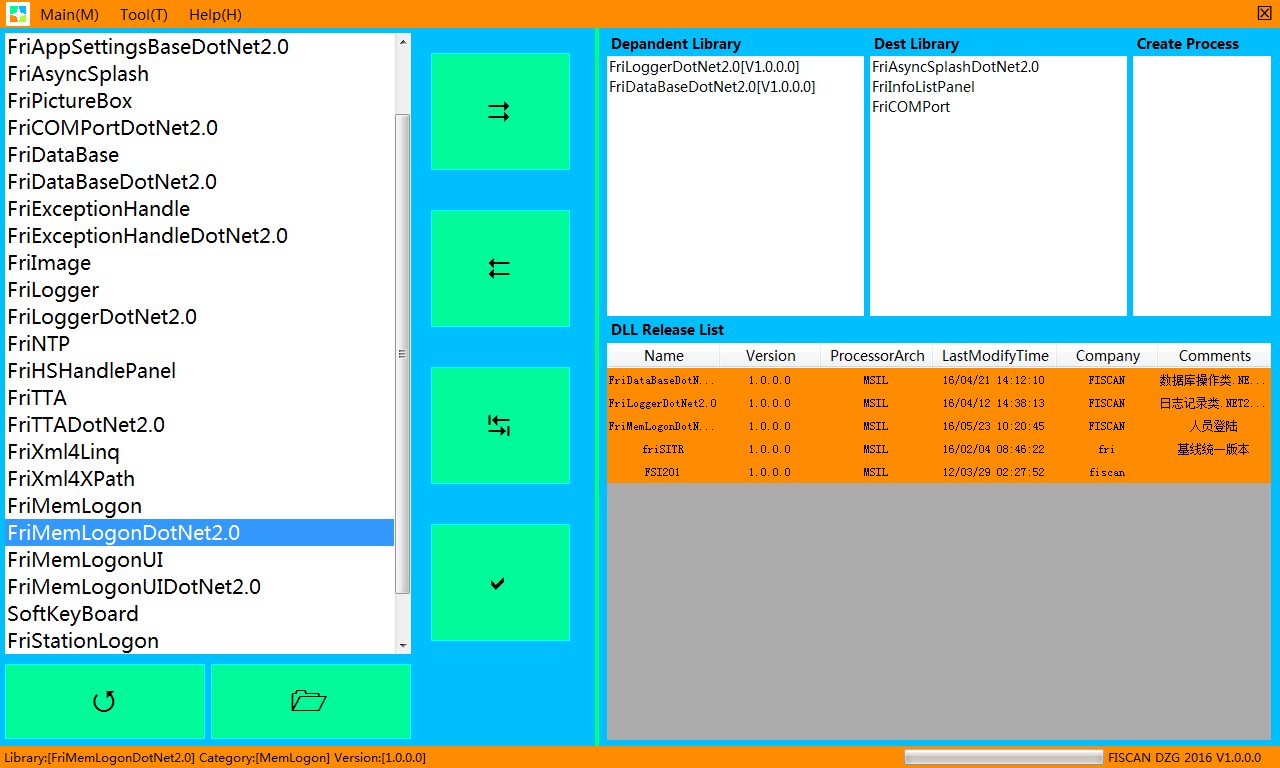 Main(M) Tool(T) Help(H)
FriAppSettingsBaseDotNet2.0
FriAsyncSplash
FriPictureBox
FriCOMPortDotNet2.0
FriDataBase
FriDataBaseDotNet2.0
FriExceptionHandle
FriExceptionHandleDotNet2.0
FriImage
FriLogger
FriLoggerDotNet2.0
FriNTP
FriHSHandlePanel
FriTTA
FriTTADotNet2.0
FriXml4Linq
FriXml4XPath
FriMemLogon
FriMemLogonDotNet2.0
FriMemLogonUI
FriMemLogonUIDotNet2.0
SoftKeyBoard
FriStationLogon
Dependant Library
FriLoggerDotNet2.0[V1.0.0.0]
FriDataBaseDotNet2.0[V1.0.0.0]
Dest Library
FriAsyncSplashDotNet2.0
FriInfoListPanel
FriCOMPort
Create Process
DLL Release List
Name Version ProcessorArch LastModifyTime Company Comments
FriDataBaseDotN... 1.0.0.0 MSIL 16/04/21 14:12:10 FISCAN 数据库操作类.NE...
FriLoggerDotNet2.0 1.0.0.0 MSIL 16/04/12 14:38:13 FISCAN 日志记录类.NET2...
FriMemLogonDotN... 1.0.0.0 MSIL 16/05/23 10:20:45 FISCAN 人员登陆
friSITR 1.0.0.0 MSIL 16/02/04 08:46:22 fri 基线统一版本
FSI201 1.0.0.0 MSIL 12/03/29 02:27:52 fiscan
Library:[FriMemLogonDotNet2.0] Category:[MemLogon] Version:[1.0.0.0]
FISCAN DZG 2016 V1.0.0.0